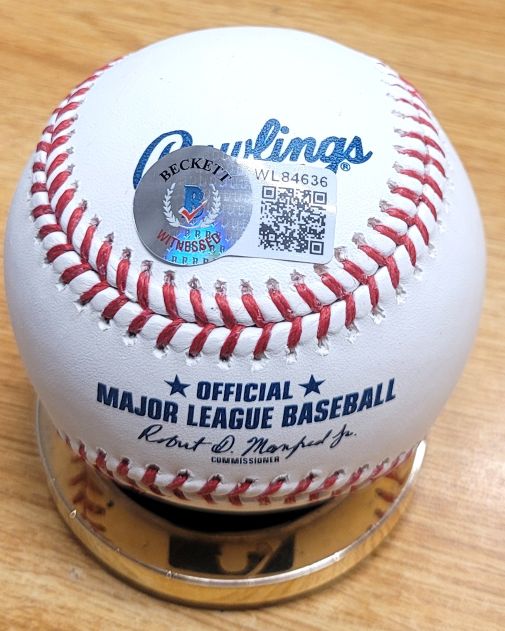 Rawlings®
BECKETT
B
WITNESSED
WL84636
★ OFFICIAL ★
MAJOR LEAGUE BASEBALL
Robert D. Manfred Jr.
COMMISSIONER